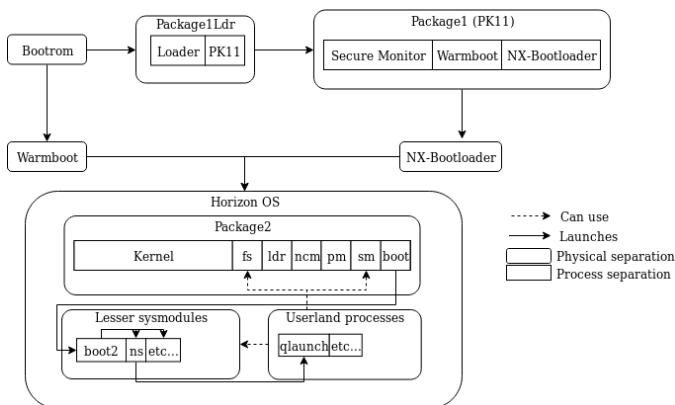 Package1Ldr
Package1 (PK11)
Bootrom
Loader
PK11
Secure Monitor
Warmboot
NX-Bootloader
Warmboot
NX-Bootloader
Horizon OS
Package2
Kernel
fs
ldr
ncm
pm
sm
boot
Lesser sysmodules
boot2
ns
etc...
Userland processes
qlaunch
etc...
Can use
Launches
Physical separation
Process separation